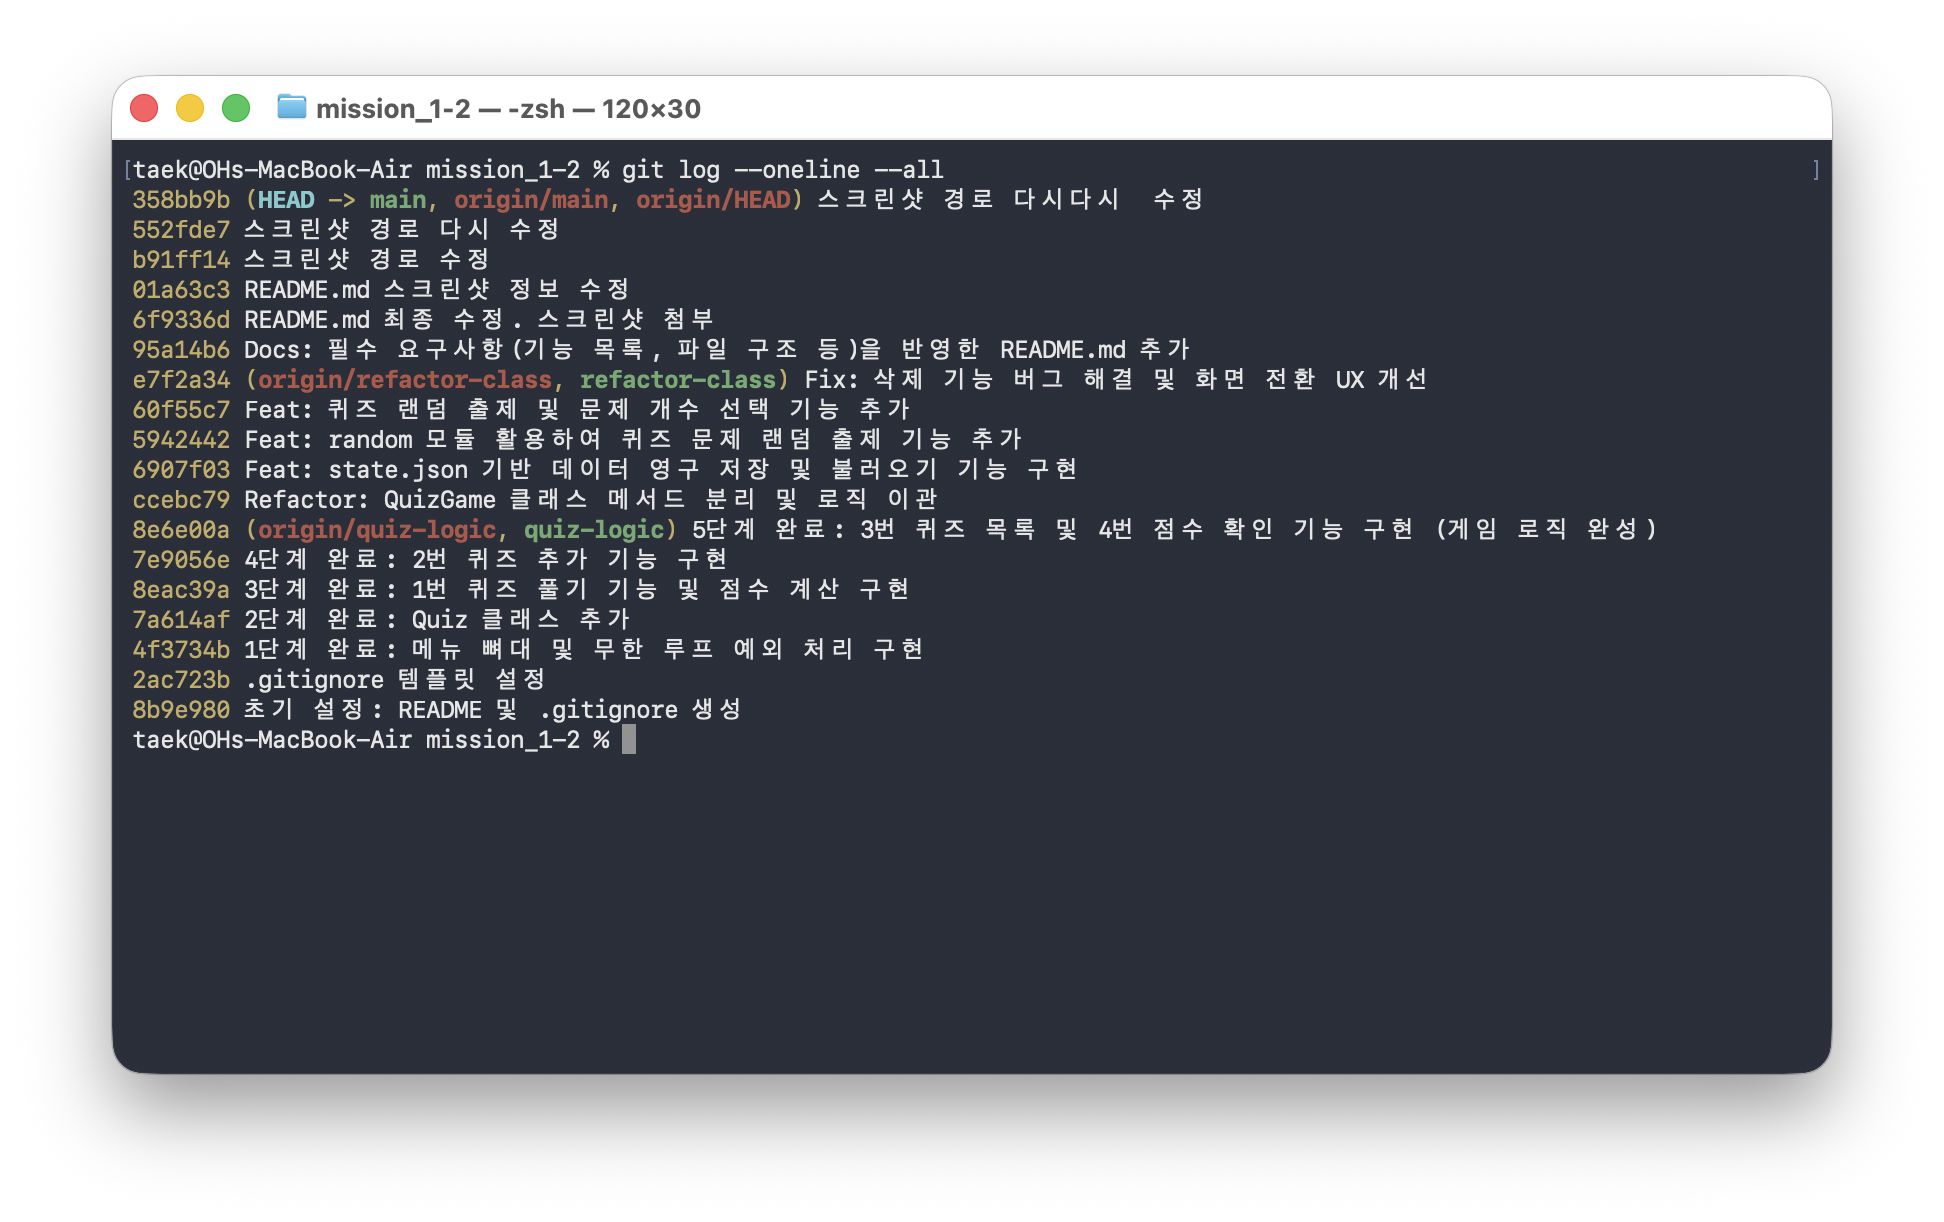 mission_1-2 — -zsh — 120×30
[taek@OHs-MacBook-Air mission_1-2 % git log --oneline --all ]
358bb9b (HEAD -> main, origin/main, origin/HEAD) 스크린샷 경로 다시다시  수정
552fde7 스크린샷 경로 다시 수정
b91ff14 스크린샷 경로 수정
01a63c3 README.md 스크린샷 정보 수정
6f9336d README.md 최종 수정. 스크린샷 첨부
95a14b6 Docs: 필수 요구사항(기능 목록, 파일 구조 등)을 반영한 README.md 추가
e7f2a34 (origin/refactor-class, refactor-class) Fix: 삭제 기능 버그 해결 및 화면 전환 UX 개선
60f55c7 Feat: 퀴즈 랜덤 출제 및 문제 개수 선택 기능 추가
5942442 Feat: random 모듈 활용하여 퀴즈 문제 랜덤 출제 기능 추가
6907f03 Feat: state.json 기반 데이터 영구 저장 및 불러오기 기능 구현
ccebc79 Refactor: QuizGame 클래스 메서드 분리 및 로직 이관
8e6e00a (origin/quiz-logic, quiz-logic) 5단계 완료: 3번 퀴즈 목록 및 4번 점수 확인 기능 구현 (게임 로직 완성)
7e9056e 4단계 완료: 2번 퀴즈 추가 기능 구현
8eac39a 3단계 완료: 1번 퀴즈 풀기 기능 및 점수 계산 구현
7a614af 2단계 완료: Quiz 클래스 추가
4f3734b 1단계 완료: 메뉴 뼈대 및 무한 루프 예외 처리 구현
2ac723b .gitignore 템플릿 설정
8b9e980 초기 설정: README 및 .gitignore 생성
taek@OHs-MacBook-Air mission_1-2 %